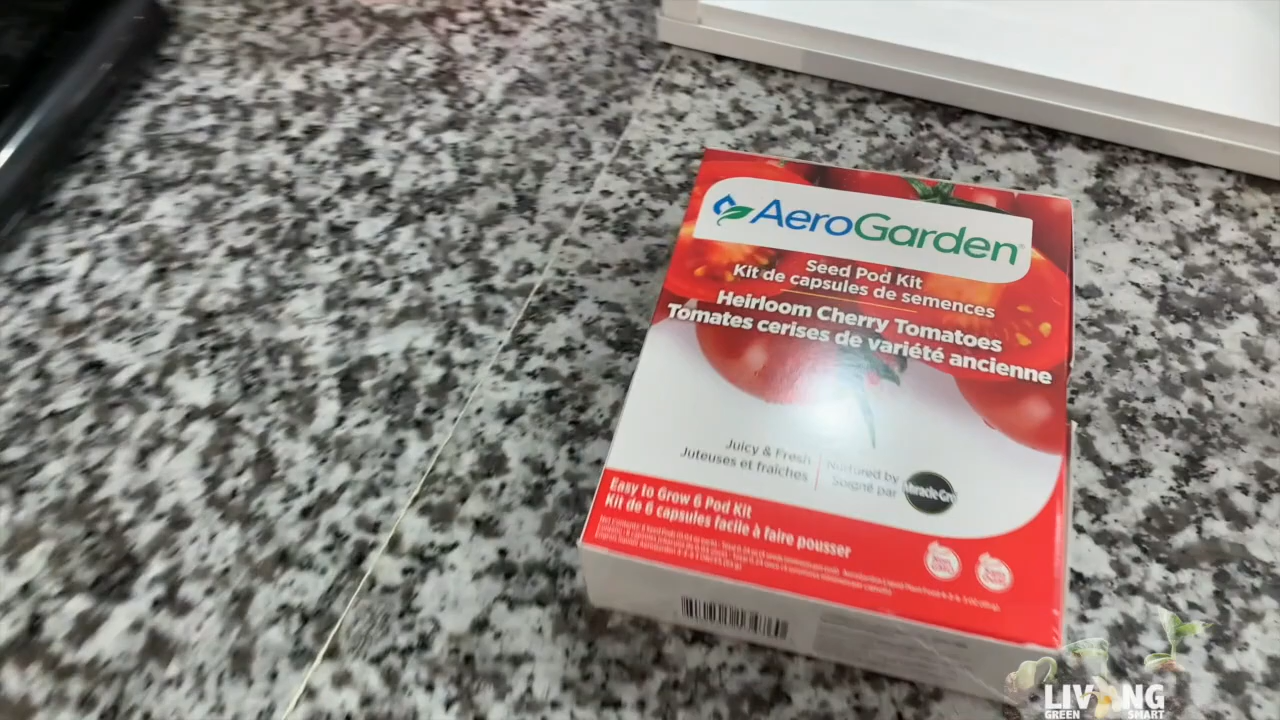 AeroGarden
Seed Pod Kit
Kit de capsules de semences
Heirloom Cherry Tomatoes
Tomates cerises de variété ancienne
Juicy & Fresh
Juteuses et fraîches
Nurtured by
Soigné par
Miracle-Gro
Easy to Grow 6 Pod Kit
Kit de 6 capsules facile à faire pousser
LIVING
GREEN SMART